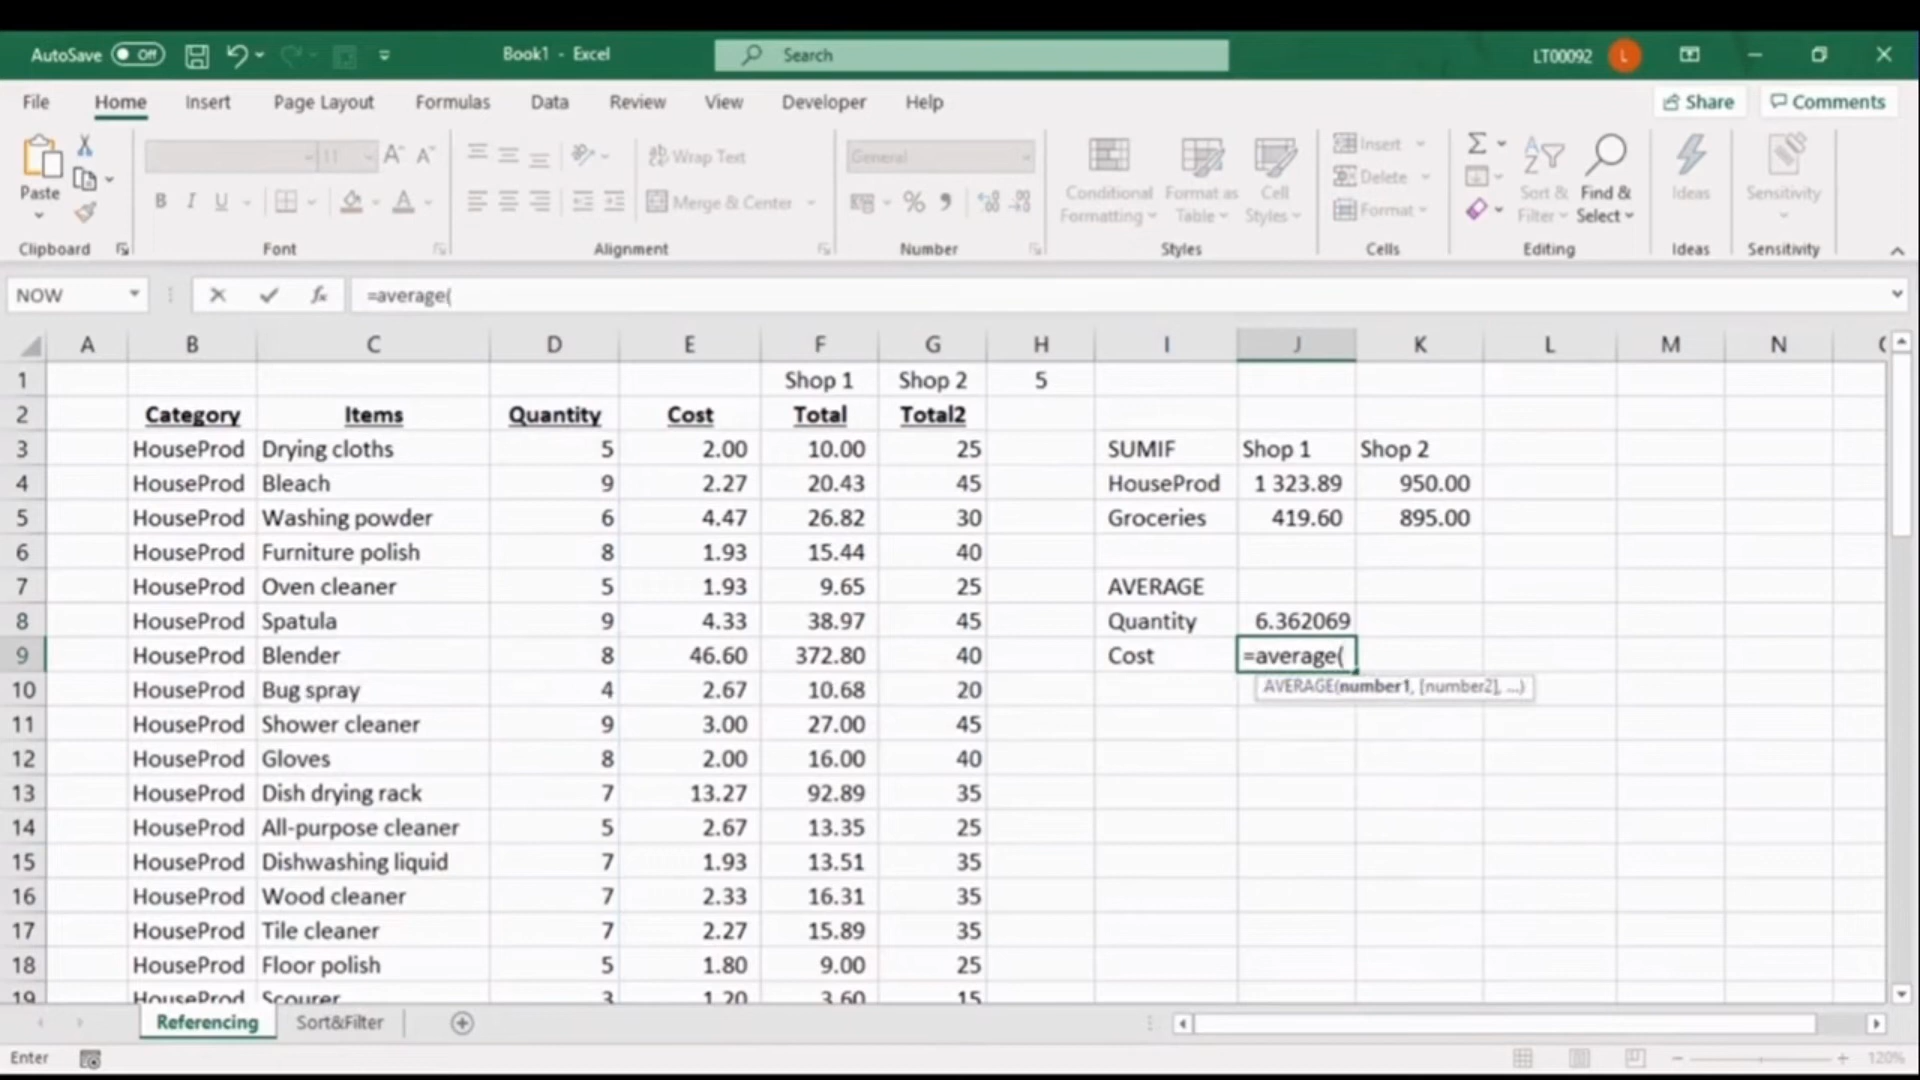 AutoSave Off Book1 - Excel Search LT00092 L
File Home Insert Page Layout Formulas Data Review View Developer Help Share Comments
Paste 11 Wrap Text General Conditional Formatting Format as Table Cell Styles Insert Sort & Filter Find & Select Ideas Sensitivity
B I U Merge & Center % Delete
Format
Clipboard Font Alignment Number Styles Cells Editing Ideas Sensitivity
NOW fx =average(
A B C D E F G H I J K L M N
1 Shop 1 Shop 2 5
2 Category Items Quantity Cost Total Total2
3 HouseProd Drying cloths 5 2.00 10.00 25 SUMIF Shop 1 Shop 2
4 HouseProd Bleach 9 2.27 20.43 45 HouseProd 1 323.89 950.00
5 HouseProd Washing powder 6 4.47 26.82 30 Groceries 419.60 895.00
6 HouseProd Furniture polish 8 1.93 15.44 40
7 HouseProd Oven cleaner 5 1.93 9.65 25 AVERAGE
8 HouseProd Spatula 9 4.33 38.97 45 Quantity 6.362069
9 HouseProd Blender 8 46.60 372.80 40 Cost =average(
10 HouseProd Bug spray 4 2.67 10.68 20 AVERAGE(number1, [number2], ...)
11 HouseProd Shower cleaner 9 3.00 27.00 45
12 HouseProd Gloves 8 2.00 16.00 40
13 HouseProd Dish drying rack 7 13.27 92.89 35
14 HouseProd All-purpose cleaner 5 2.67 13.35 25
15 HouseProd Dishwashing liquid 7 1.93 13.51 35
16 HouseProd Wood cleaner 7 2.33 16.31 35
17 HouseProd Tile cleaner 7 2.27 15.89 35
18 HouseProd Floor polish 5 1.80 9.00 25
19 HouseProd Scourer 3 1.20 3.60 15
Referencing Sort&Filter
Enter 120%